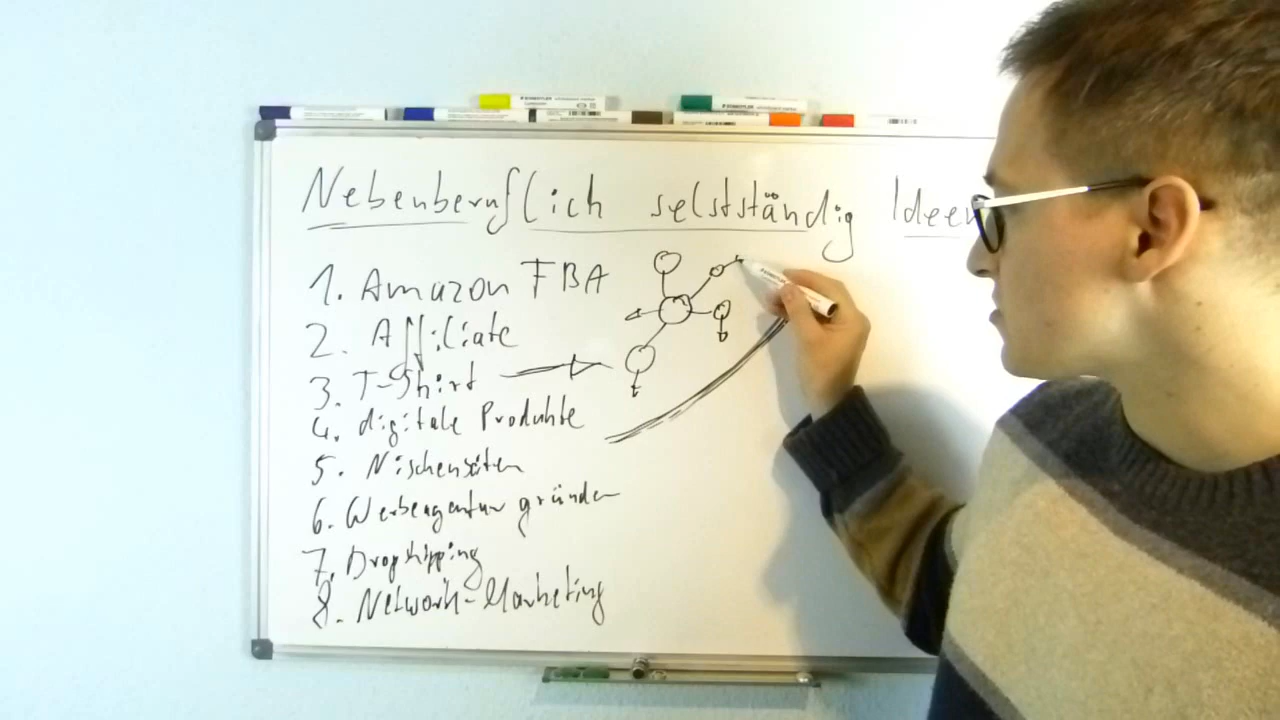 Nebenberuflich selstständig Ideen
1. Amazon FBA
2. Affiliate
3. T-Shirt
4. digitale Produkte
5. Nischenseiten
6. Werbeagentur gründen
7. Dropshipping
8. Network-Marketing